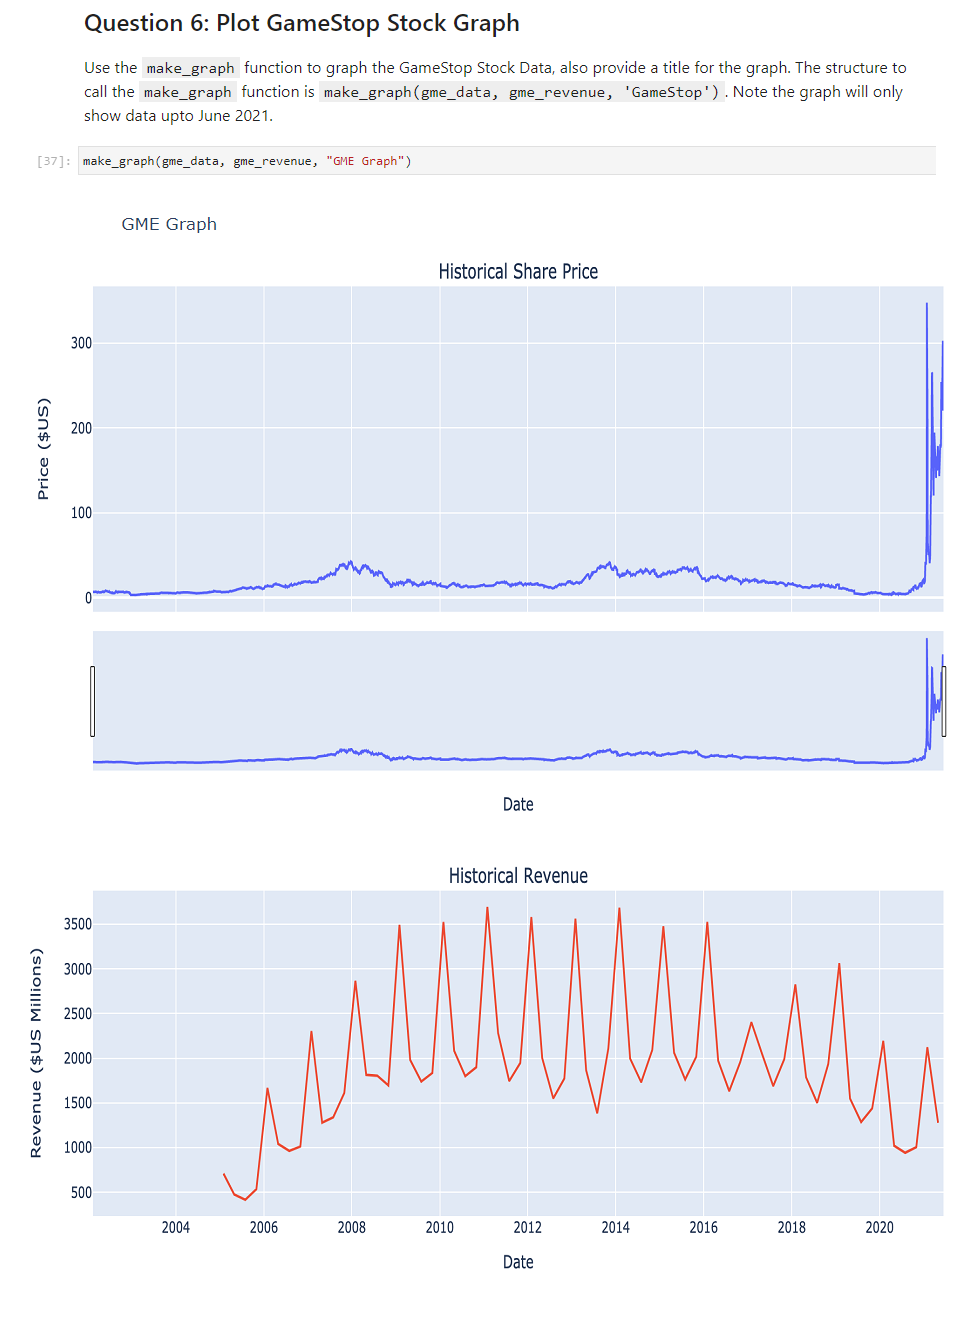 Question 6: Plot GameStop Stock Graph
Use the make_graph function to graph the GameStop Stock Data, also provide a title for the graph. The structure to
call the make_graph function is make_graph(gme_data, gme_revenue, 'GameStop') . Note the graph will only
show data upto June 2021.
[37]: make_graph(gme_data, gme_revenue, "GME Graph")
GME Graph
Historical Share Price
300
200
100
0
Price ($US)
Date
Historical Revenue
3500
3000
2500
2000
1500
1000
500
Revenue ($US Millions)
2004 2006 2008 2010 2012 2014 2016 2018 2020
Date